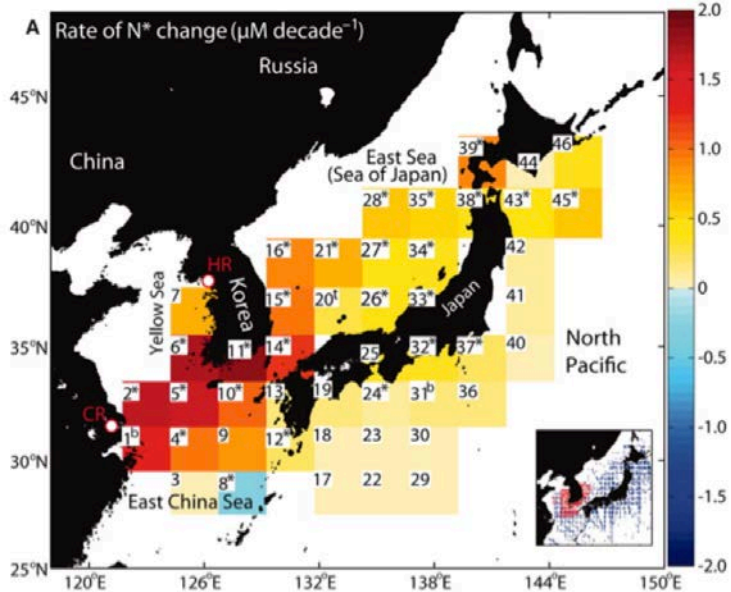 A
Rate of N* change (μM decade⁻¹)
Russia
China
East Sea
(Sea of Japan)
Yellow Sea
Korea
Japan
North
Pacific
East China Sea
HR
CR
39* 44 46
28* 35* 38* 43* 45*
16* 21* 27* 34* 42
7 15* 20ᵗ 26* 33* 41
6* 11* 14* 25 32* 37* 40
2* 5* 10* 13 19 24* 31ᵇ 36
1ᵇ 4* 9 12* 18 23 30
3 8* 17 22 29
45°N
40°N
35°N
30°N
25°N
120°E 126°E 132°E 138°E 144°E 150°E
2.0
1.5
1.0
0.5
0
-0.5
-1.0
-1.5
-2.0